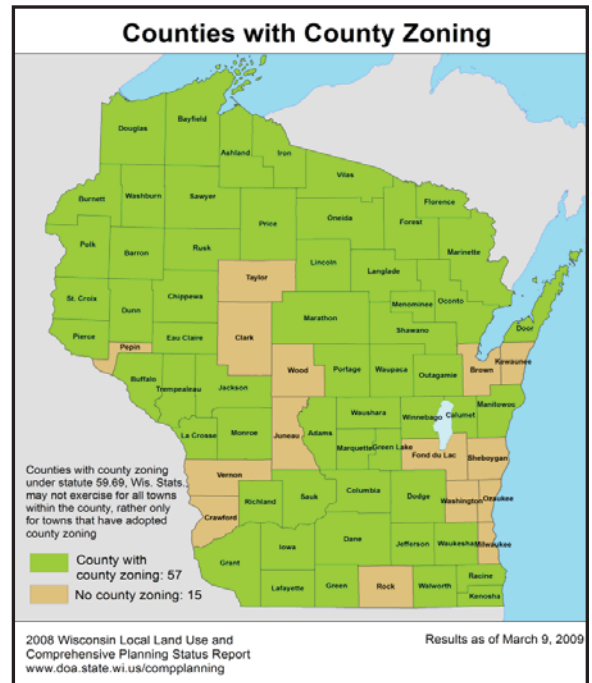 Counties with County Zoning
Douglas
Bayfield
Ashland
Iron
Vilas
Burnett
Washburn
Sawyer
Price
Oneida
Forest
Florence
Marinette
Polk
Barron
Rusk
Lincoln
Langlade
Taylor
St. Croix
Dunn
Chippewa
Menominee
Oconto
Marathon
Door
Pierce
Pepin
Eau Claire
Clark
Shawano
Buffalo
Trempealeau
Jackson
Wood
Portage
Waupaca
Outagamie
Brown
Kewaunee
La Crosse
Monroe
Juneau
Adams
Waushara
Winnebago
Calumet
Manitowoc
Marquette
Green Lake
Fond du Lac
Sheboygan
Vernon
Crawford
Richland
Sauk
Columbia
Dodge
Washington
Ozaukee
Grant
Iowa
Dane
Jefferson
Waukesha
Milwaukee
Lafayette
Green
Rock
Walworth
Racine
Kenosha
Counties with county zoning
under statute 59.69, Wis. Stats.
may not exercise for all towns
within the county, rather only
for towns that have adopted
county zoning
County with
county zoning: 57
No county zoning: 15
2008 Wisconsin Local Land Use and
Comprehensive Planning Status Report
www.doa.state.wi.us/compplanning
Results as of March 9, 2009